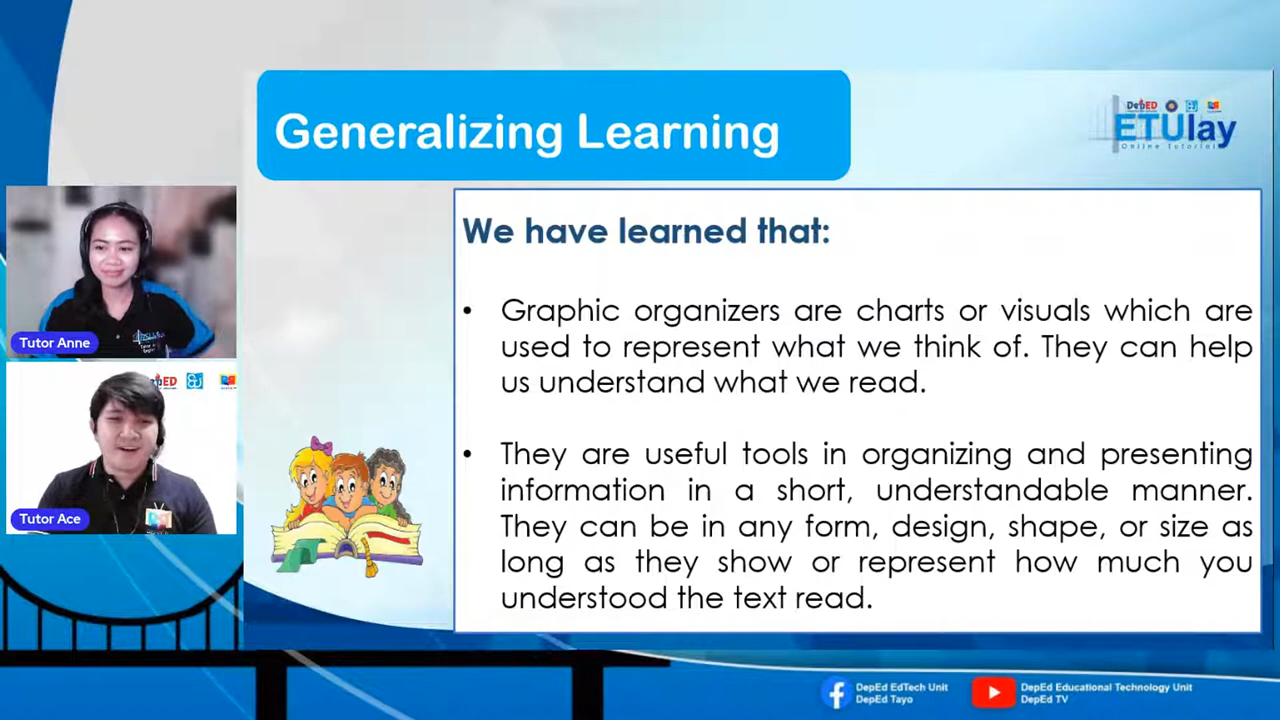 Generalizing Learning
DepED
ETUlay
Online Tutorial
We have learned that:
• Graphic organizers are charts or visuals which are
used to represent what we think of. They can help
us understand what we read.
• They are useful tools in organizing and presenting
information in a short, understandable manner.
They can be in any form, design, shape, or size as
long as they show or represent how much you
understood the text read.
Tutor Anne
Tutor Ace
DepEd EdTech Unit
DepEd Tayo
DepEd Educational Technology Unit
DepEd TV